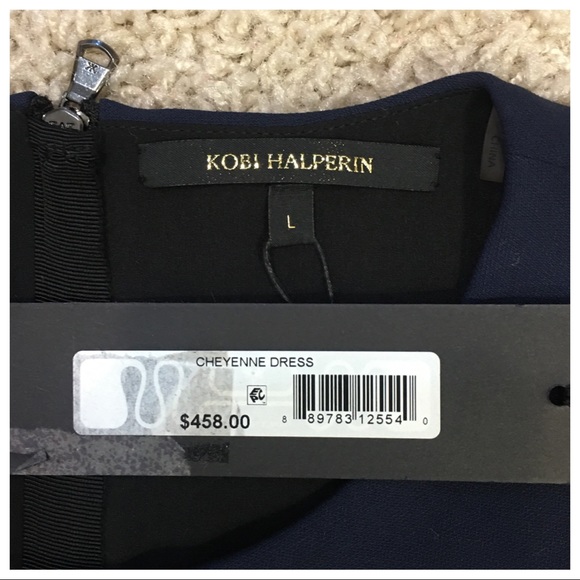 KOBI HALPERIN
L
CHEYENNE DRESS
$458.00
8 89783 12554 0